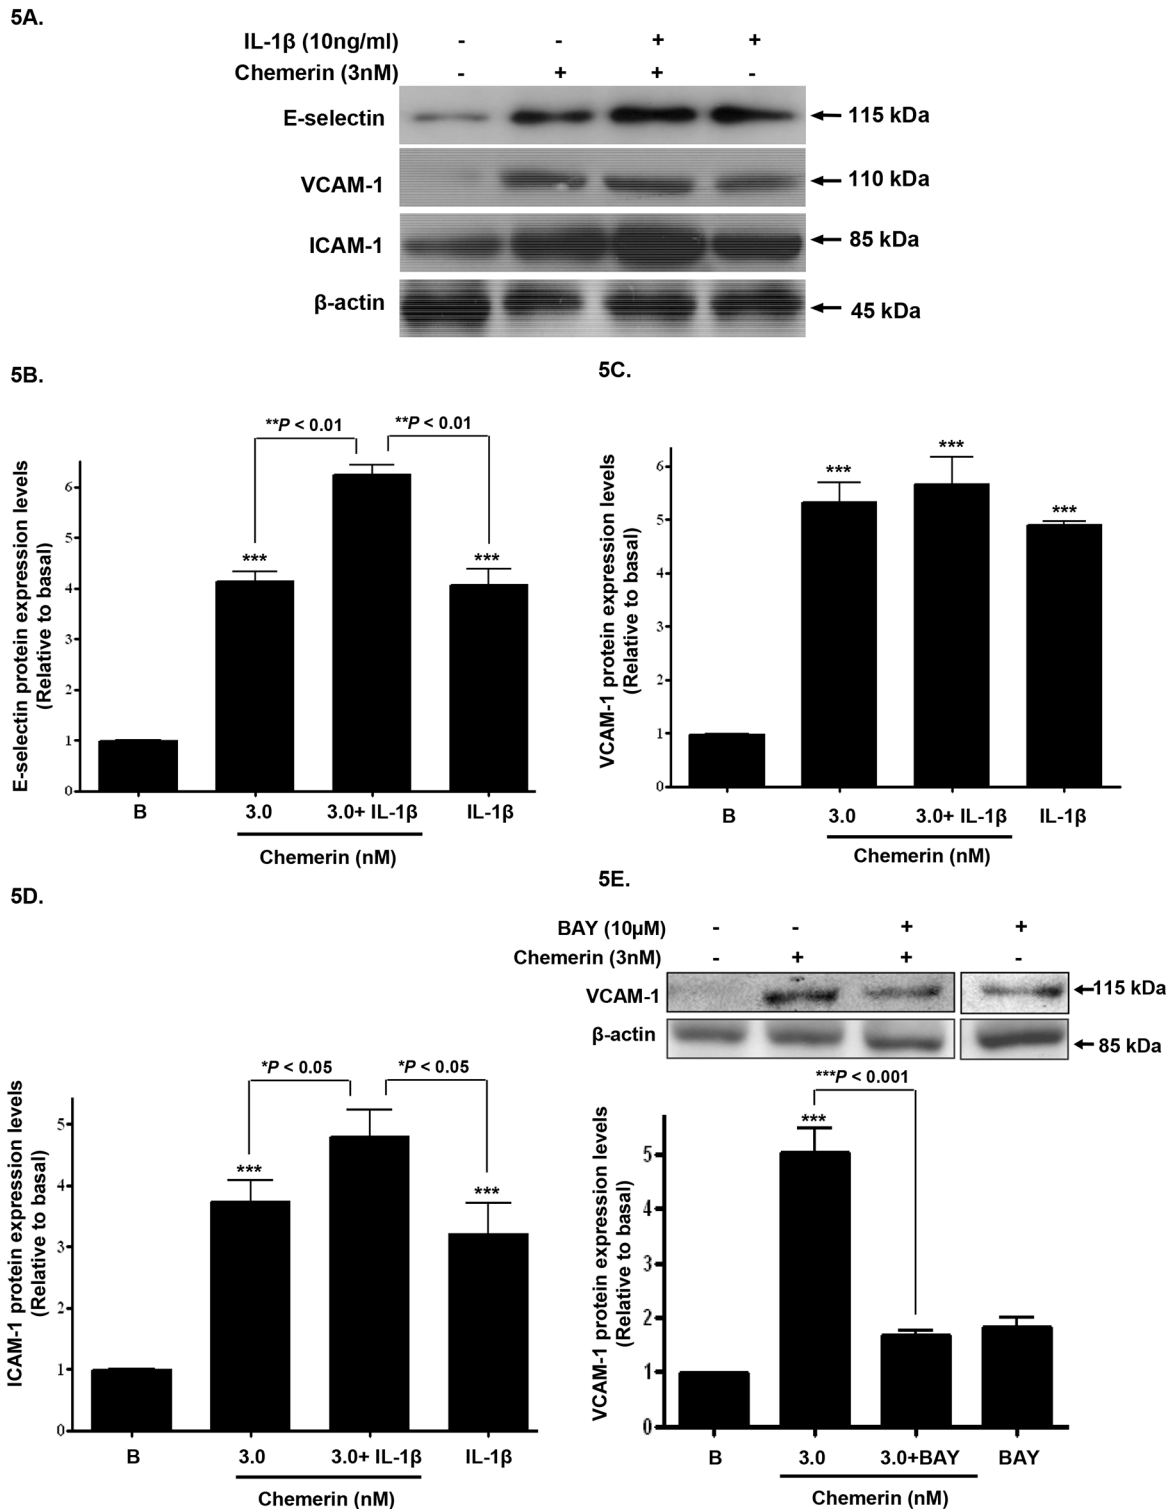 5A.
IL-1β (10ng/ml) - - + +
Chemerin (3nM) - + + -
E-selectin 115 kDa
VCAM-1 110 kDa
ICAM-1 85 kDa
β-actin 45 kDa
5B.
**P < 0.01 **P < 0.01
E-selectin protein expression levels
(Relative to basal)
6
5
4
3
2
1
0
*** ***
B 3.0 3.0+ IL-1β IL-1β
Chemerin (nM)
5C.
VCAM-1 protein expression levels
(Relative to basal)
6
5
4
3
2
1
0
*** *** ***
B 3.0 3.0+ IL-1β IL-1β
Chemerin (nM)
5D.
*P < 0.05 *P < 0.05
ICAM-1 protein expression levels
(Relative to basal)
5
4
3
2
1
0
*** ***
B 3.0 3.0+ IL-1β IL-1β
Chemerin (nM)
5E.
BAY (10µM) - - + +
Chemerin (3nM) - + + -
VCAM-1 115 kDa
β-actin 85 kDa
***P < 0.001
VCAM-1 protein expression levels
(Relative to basal)
5
4
3
2
1
0
***
B 3.0 3.0+BAY BAY
Chemerin (nM)